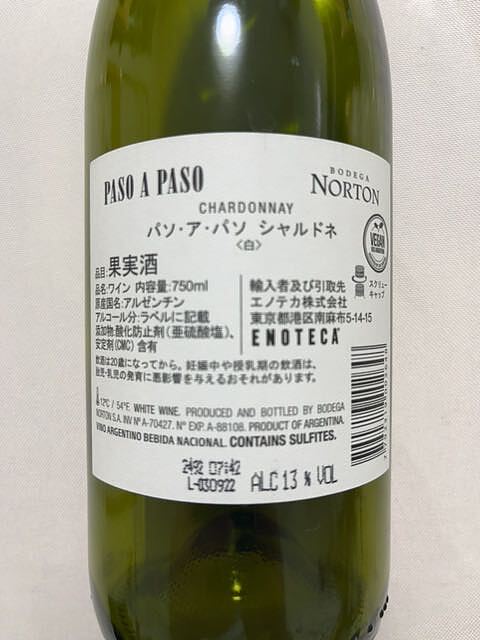 PASO A PASO
BODEGA
NORTON
CHARDONNAY
パソ・ア・パソ シャルドネ
<白>
VEGAN
品目:果実酒
品名:ワイン 内容量:750ml
原産国名:アルゼンチン
アルコール分:ラベルに記載
添加物:酸化防止剤(亜硫酸塩)、
安定剤(CMC)含有
輸入者及び引取先
エノテカ株式会社
東京都港区南麻布5-14-15
ENOTECA
スクリュー
キャップ
飲酒は20歳になってから。妊娠中や授乳期の飲酒は、
胎児・乳児の発育に悪影響を与えるおそれがあります。
12°C / 54°F. WHITE WINE. PRODUCED AND BOTTLED BY BODEGA
NORTON S.A. INV Nº A-70427. Nº EXP. A-88108. PRODUCT OF ARGENTINA.
VINO ARGENTINO BEBIDA NACIONAL. CONTAINS SULFITES.
2492 07:42
L-030922
ALC 13 % VOL